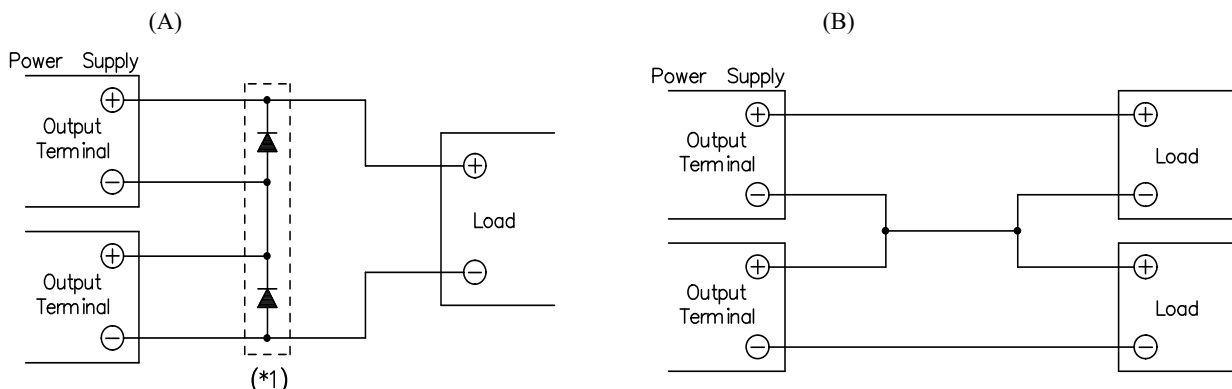 (A)
Power Supply
+
Output
Terminal
−
+
Output
Terminal
−
+
Load
−
(*1)
(B)
Power Supply
+
Output
Terminal
−
+
Output
Terminal
−
+
Load
−
+
Load
−